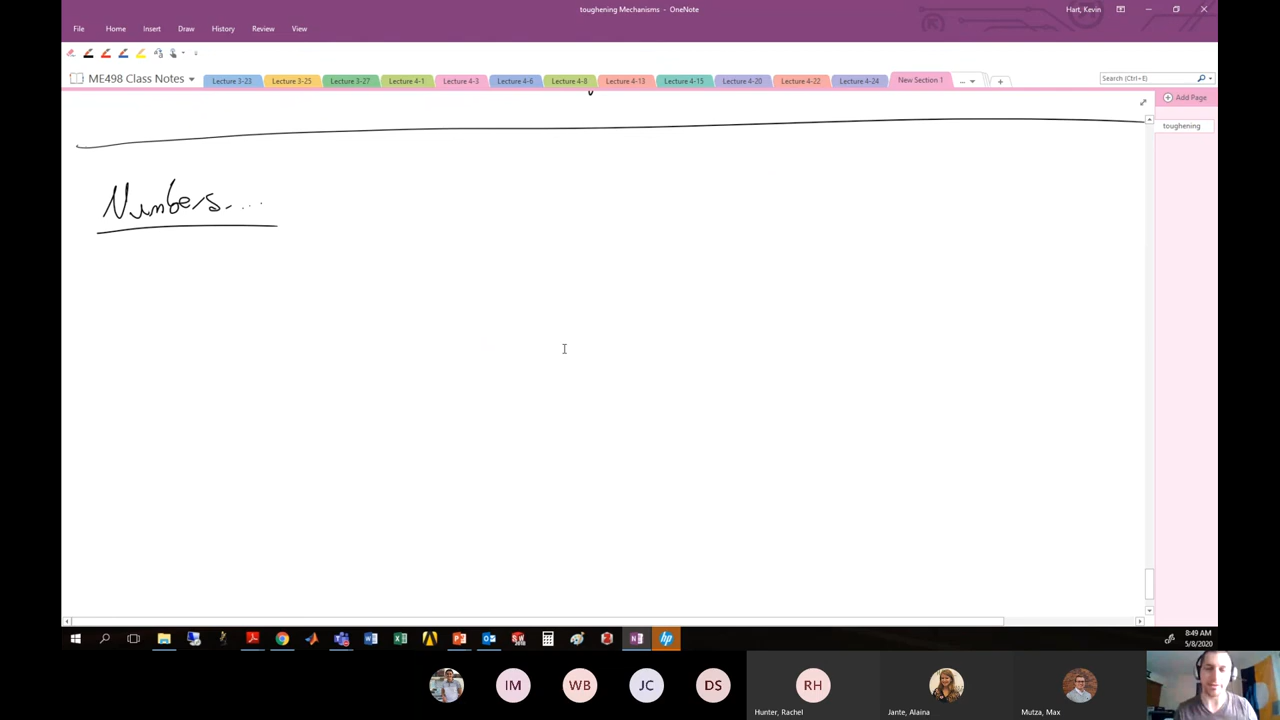 toughening Mechanisms - OneNote
Hart, Kevin
File Home Insert Draw History Review View
ME498 Class Notes
Lecture 3-23 Lecture 3-25 Lecture 3-27 Lecture 4-1 Lecture 4-3 Lecture 4-6 Lecture 4-8 Lecture 4-13 Lecture 4-15 Lecture 4-20 Lecture 4-22 Lecture 4-24 New Section 1 ...
Search (Ctrl+E)
Add Page
toughening
Numbers....
8:49 AM
5/8/2020
IM WB JC DS RH
Hunter, Rachel Jante, Alaina Mutza, Max